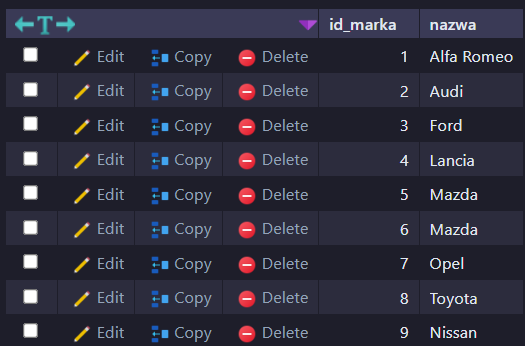 ←T→ id_marka nazwa
Edit Copy Delete 1 Alfa Romeo
Edit Copy Delete 2 Audi
Edit Copy Delete 3 Ford
Edit Copy Delete 4 Lancia
Edit Copy Delete 5 Mazda
Edit Copy Delete 6 Mazda
Edit Copy Delete 7 Opel
Edit Copy Delete 8 Toyota
Edit Copy Delete 9 Nissan